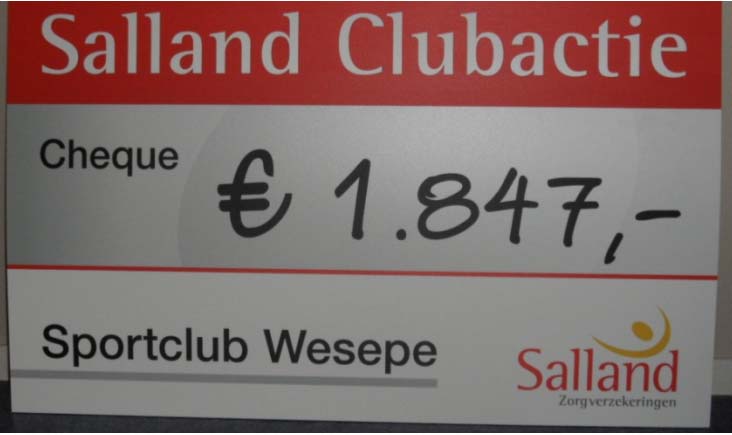 Salland Clubactie
Cheque
€ 1.847,-
Sportclub Wesepe
Salland
Zorgverzekeringen